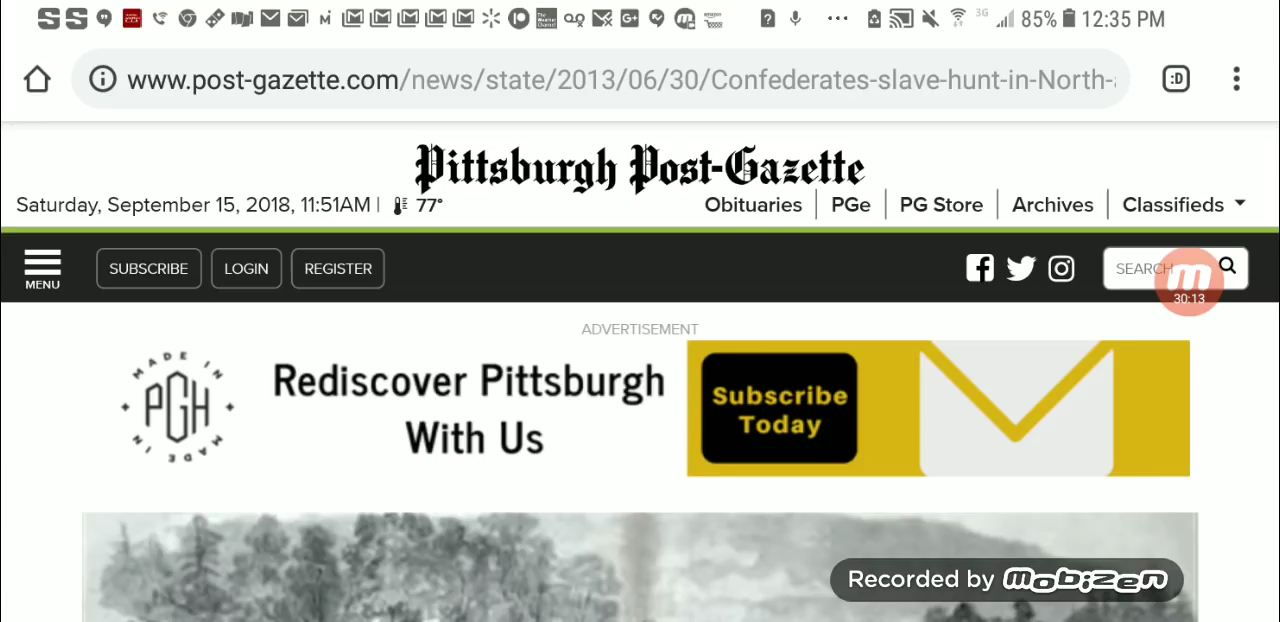 85% 12:35 PM
www.post-gazette.com/news/state/2013/06/30/Confederates-slave-hunt-in-North-
:D
Pittsburgh Post-Gazette
Saturday, September 15, 2018, 11:51AM | 77°
Obituaries | PGe | PG Store | Archives | Classifieds
MENU
SUBSCRIBE
LOGIN
REGISTER
SEARCH
30:13
ADVERTISEMENT
MADE IN
PGH
MADE IN
Rediscover Pittsburgh
With Us
Subscribe
Today
Recorded by mobizen